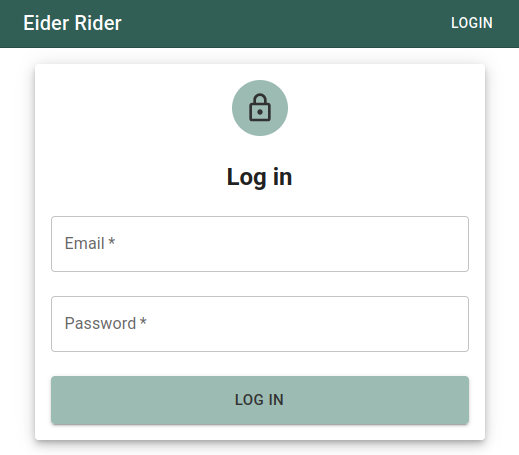 Eider Rider
LOGIN
Log in
Email *
Password *
LOG IN